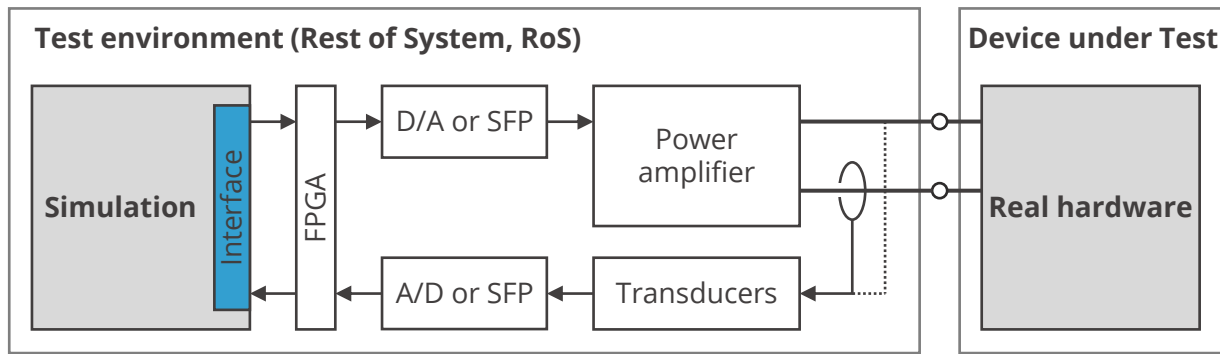 Test environment (Rest of System, RoS)
Device under Test
Simulation
Interface
FPGA
D/A or SFP
Power
amplifier
Real hardware
A/D or SFP
Transducers